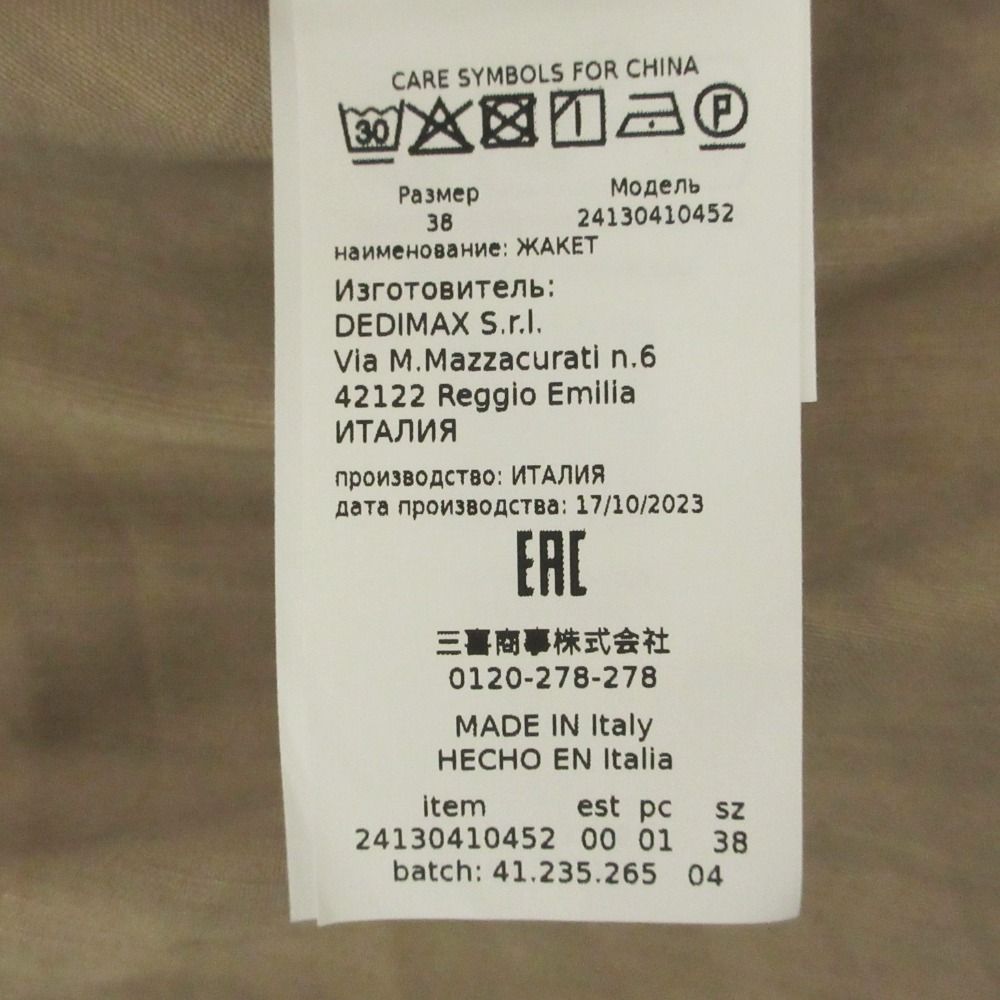 CARE SYMBOLS FOR CHINA
30 P
Размер Модель
38 24130410452
наименование: ЖАКЕТ
Изготовитель:
DEDIMAX S.r.l.
Via M.Mazzacurati n.6
42122 Reggio Emilia
ИТАЛИЯ
производство: ИТАЛИЯ
дата производства: 17/10/2023
EAC
三喜商事株式会社
0120-278-278
MADE IN Italy
HECHO EN Italia
item est pc sz
24130410452 00 01 38
batch: 41.235.265 04